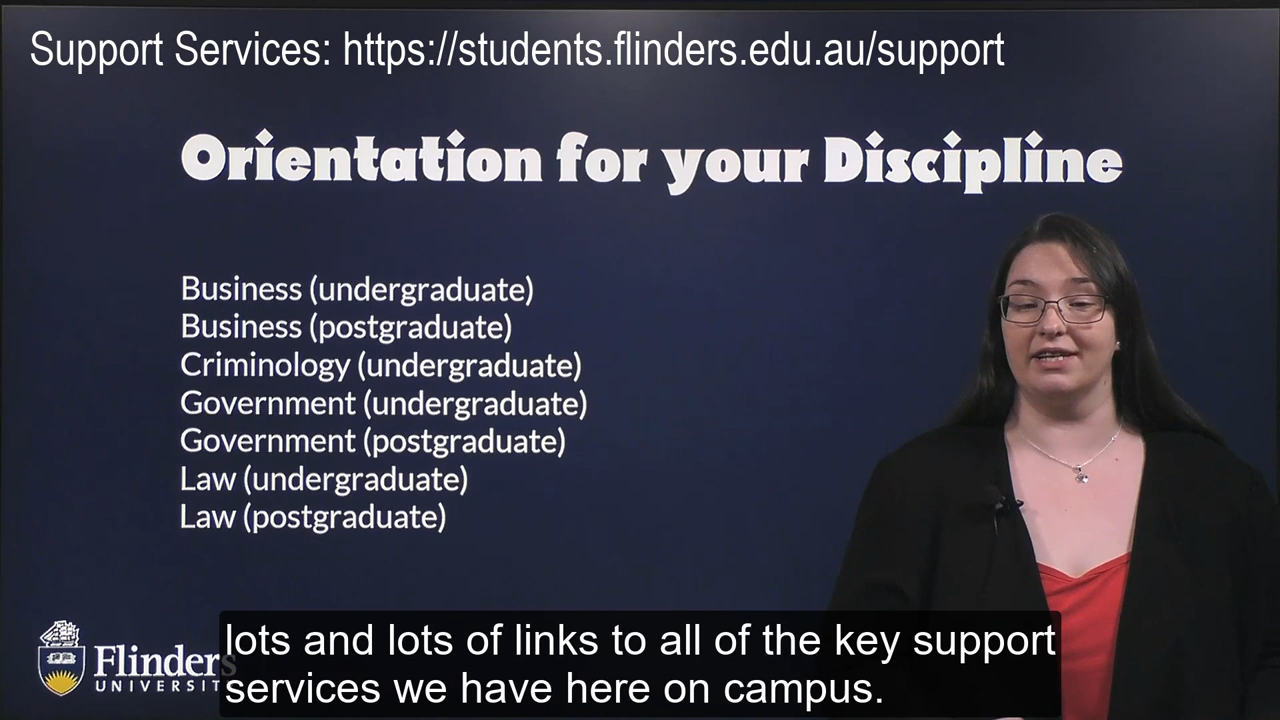 Support Services: https://students.flinders.edu.au/support
Orientation for your Discipline
Business (undergraduate)
Business (postgraduate)
Criminology (undergraduate)
Government (undergraduate)
Government (postgraduate)
Law (undergraduate)
Law (postgraduate)
Flinders
UNIVERSIT
lots and lots of links to all of the key support
services we have here on campus.